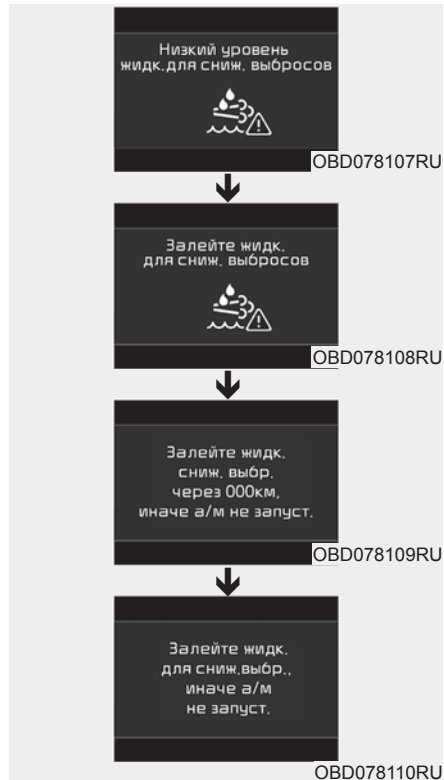 Низкий уровень
жидк.для сниж. выбросов
OBD078107RU
Залейте жидк.
для сниж. выбросов
OBD078108RU
Залейте жидк.
сниж. выбр.
через 000км,
иначе а/м не запуст.
OBD078109RU
Залейте жидк.
для сниж.выбр.,
иначе а/м
не запуст.
OBD078110RU